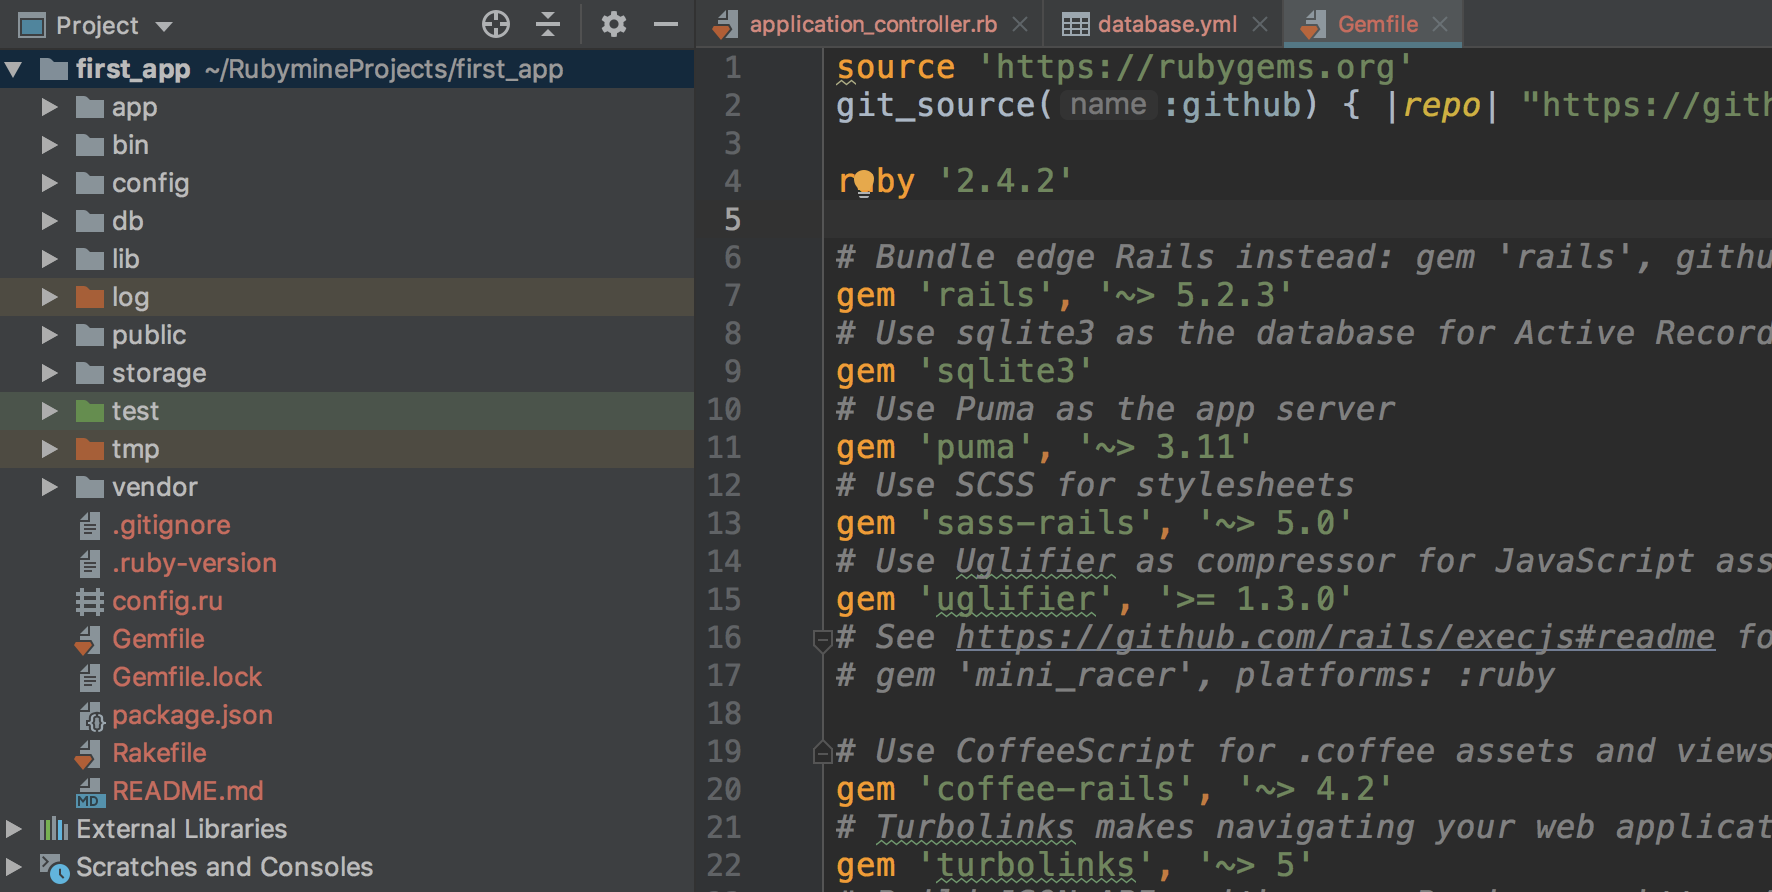 Project
first_app ~/RubymineProjects/first_app
app
bin
config
db
lib
log
public
storage
test
tmp
vendor
.gitignore
.ruby-version
config.ru
Gemfile
Gemfile.lock
package.json
Rakefile
MD README.md
External Libraries
Scratches and Consoles
application_controller.rb
database.yml
Gemfile
1 source 'https://rubygems.org'
2 git_source( name :github) { |repo| "https://gith
3
4 ruby '2.4.2'
5
6 # Bundle edge Rails instead: gem 'rails', githu
7 gem 'rails', '~> 5.2.3'
8 # Use sqlite3 as the database for Active Record
9 gem 'sqlite3'
10 # Use Puma as the app server
11 gem 'puma', '~> 3.11'
12 # Use SCSS for stylesheets
13 gem 'sass-rails', '~> 5.0'
14 # Use Uglifier as compressor for JavaScript ass
15 gem 'uglifier', '>= 1.3.0'
16 # See https://github.com/rails/execjs#readme fo
17 # gem 'mini_racer', platforms: :ruby
18
19 # Use CoffeeScript for .coffee assets and views
20 gem 'coffee-rails', '~> 4.2'
21 # Turbolinks makes navigating your web applicat
22 gem 'turbolinks', '~> 5'